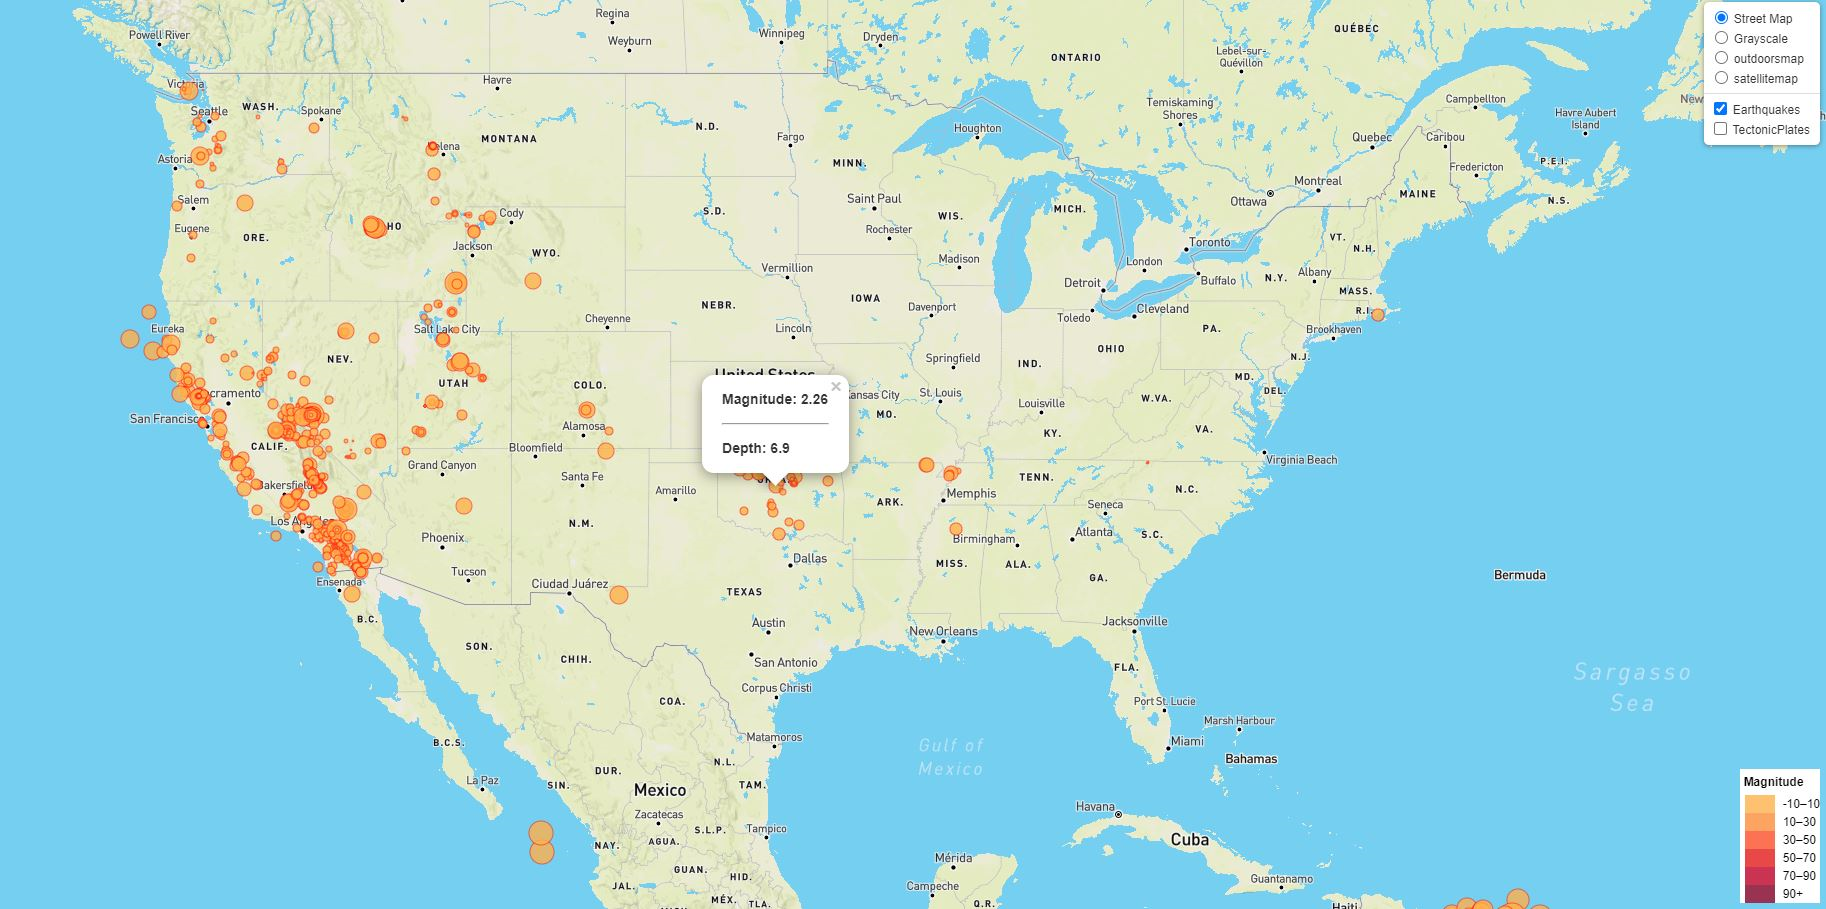 Regina
Powell River
Weyburn
Winnipeg
Dryden
ONTARIO
Lebel-sur-
Quévillon
QUÉBEC
Street Map
Grayscale
outdoorsmap
satellitemap
Earthquakes
TectonicPlates
Victoria
Havre
Seattle
WASH.
Spokane
MONTANA
N.D.
Fargo
Houghton
Temiskaming
Shores
Campbellton
Havre Aubert
Island
New
Quebec
Caribou
Fredericton
P.E.I.
Astoria
elena
MINN.
Montreal
Ottawa
MAINE
N.S.
Salem
Eugene
ORE.
HO
Cody
Jackson
WYO.
S.D.
Saint Paul
Rochester
WIS.
MICH.
Madison
Toronto
London
Buffalo
VT.
N.H.
N.Y.
Albany
MASS.
R.I.
Vermillion
Detroit
Toledo
Cleveland
NEBR.
IOWA
Davenport
PA.
Brookhaven
N.J.
Eureka
Salt Lake City
Cheyenne
Lincoln
Springfield
IND.
OHIO
NEV.
UTAH
COLO.
United States
MD.
DEL.
cramento
Kansas City
St. Louis
Louisville
W.VA.
San Francisc
Alamosa
MO.
KY.
VA.
CALIF.
Bloomfield
Grand Canyon
Virginia Beach
×
Magnitude: 2.26
Depth: 6.9
Bakersfield
Santa Fe
Amarillo
TENN.
N.C.
Memphis
ARK.
Seneca
Los Angeles
N.M.
Phoenix
Birmingham
Atlanta
S.C.
Dallas
MISS.
ALA.
GA.
Tucson
Ensenada
Ciudad Juárez
TEXAS
Bermuda
B.C.
Austin
New Orleans
Jacksonville
SON.
CHIH.
San Antonio
FLA.
Corpus Christi
COA.
Port St. Lucie
Sargasso
Sea
B.C.S.
Matamoros
Gulf of
Mexico
Marsh Harbour
Miami
Bahamas
N.L.
DUR.
SIN.
TAM.
La Paz
Mexico
Zacatecas
Havana
Magnitude
-10–10
10–30
30–50
50–70
70–90
90+
S.L.P.
Tampico
AGUA.
NAY.
Cuba
Mérida
GUAN.
HID.
JAL.
Campeche
Guantanamo
MÉX.
TLA.
Q.R.
Haiti